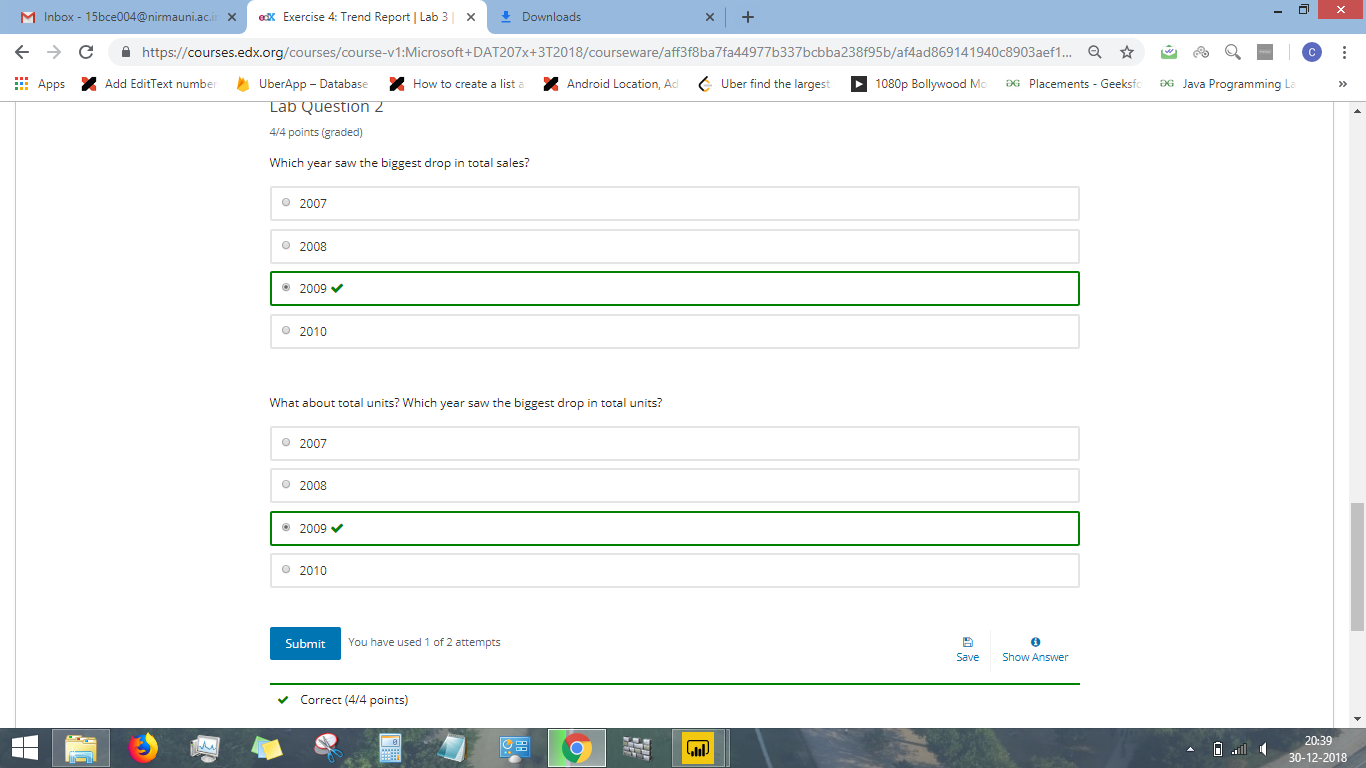 Inbox - 15bce004@nirmauni.ac.in
edX Exercise 4: Trend Report | Lab 3 |
Downloads
https://courses.edx.org/courses/course-v1:Microsoft+DAT207x+3T2018/courseware/aff3f8ba7fa44977b337bcbba238f95b/af4ad869141940c8903aef1...
C
Apps
Add EditText number
UberApp – Database
How to create a list a
Android Location, Ad
Uber find the largest
1080p Bollywood Mo
Placements - Geeksfo
Java Programming La
»
Lab Question 2
4/4 points (graded)
Which year saw the biggest drop in total sales?
2007
2008
2009
2010
What about total units? Which year saw the biggest drop in total units?
2007
2008
2009
2010
Submit
You have used 1 of 2 attempts
Save
Show Answer
Correct (4/4 points)
20:39
30-12-2018